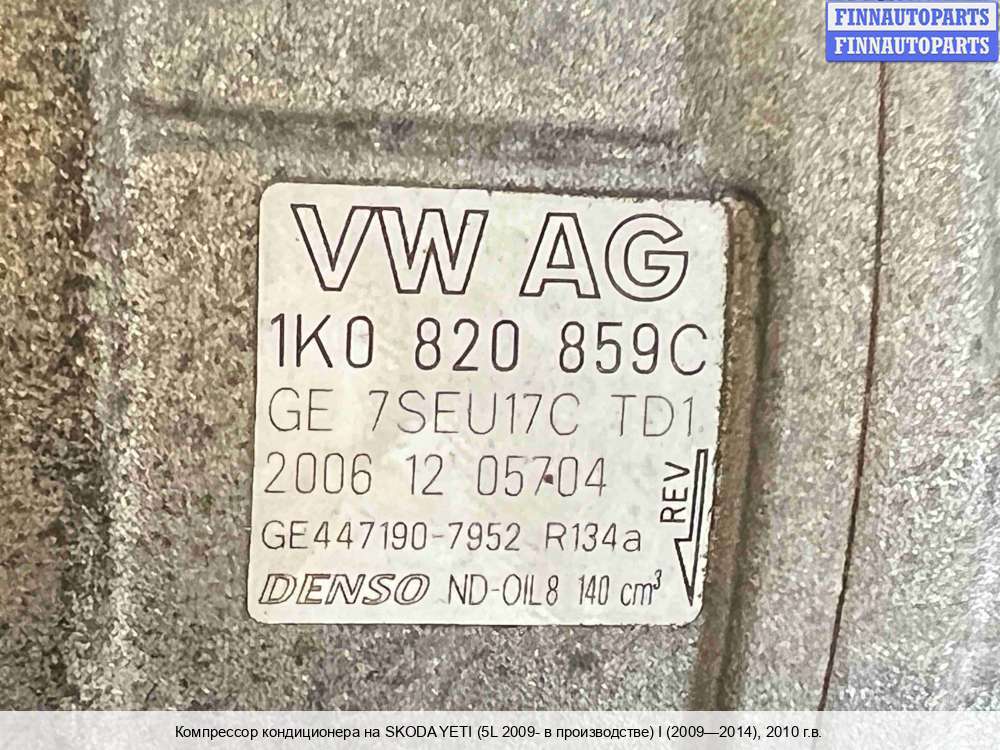 FINNAUTOPARTS
FINNAUTOPARTS
VW AG
1K0 820 859C
GE 7SEU17C TD1
2006 12 05704
REV
GE447190-7952 R134a
DENSO ND-OIL8 140 cm³
Компрессор кондиционера на SKODA YETI (5L 2009- в производстве) I (2009—2014), 2010 г.в.